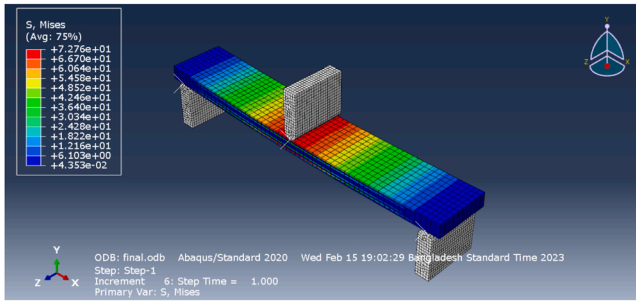 S, Mises
(Avg: 75%)
+7.276e+01
+6.670e+01
+6.064e+01
+5.458e+01
+4.852e+01
+4.246e+01
+3.640e+01
+3.034e+01
+2.428e+01
+1.822e+01
+1.216e+01
+6.103e+00
+4.353e-02
Y
Z X
Y
Z X
ODB: final.odb Abaqus/Standard 2020 Wed Feb 15 19:02:29 Bangladesh Standard Time 2023
Step: Step-1
Increment 6: Step Time = 1.000
Primary Var: S, Mises